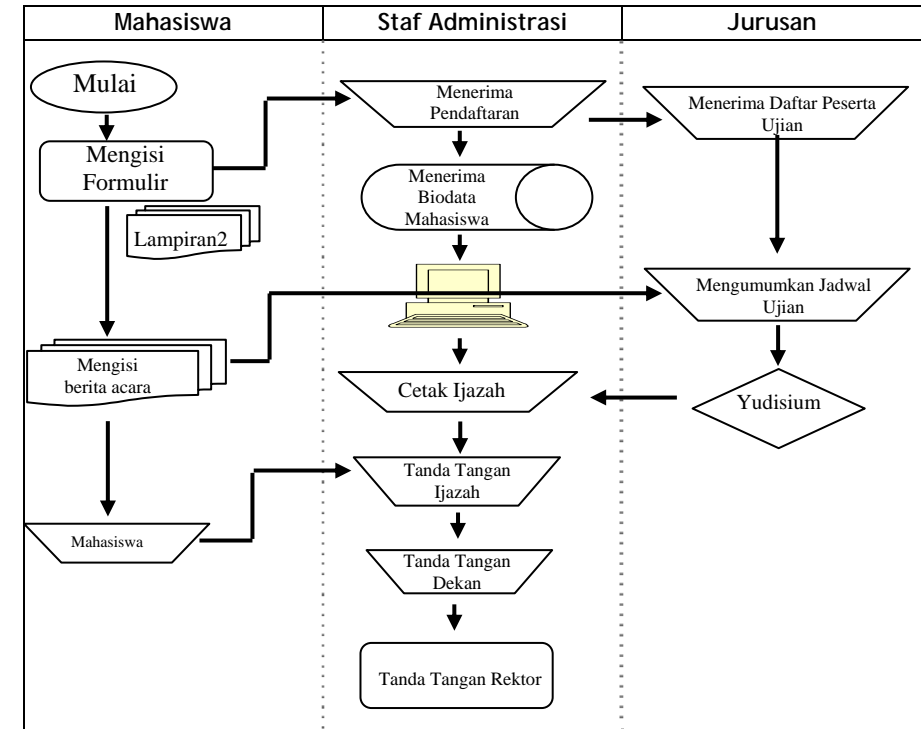 Mahasiswa
Staf Administrasi
Jurusan
Mulai
Mengisi
Formulir
Lampiran2
Mengisi
berita acara
Mahasiswa
Menerima
Pendaftaran
Menerima
Biodata
Mahasiswa
Cetak Ijazah
Tanda Tangan
Ijazah
Tanda Tangan
Dekan
Tanda Tangan Rektor
Menerima Daftar Peserta
Ujian
Mengumumkan Jadwal
Ujian
Yudisium